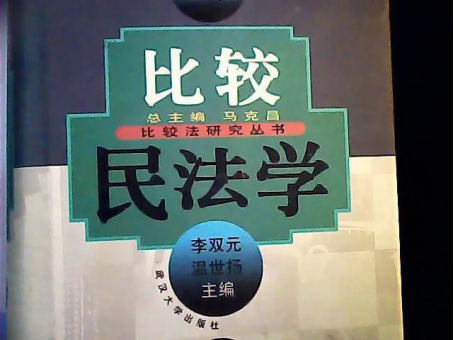 比较
总主编 马克昌
比较法研究丛书
民法学
李双元
温世扬
主编
武汉大学出版社